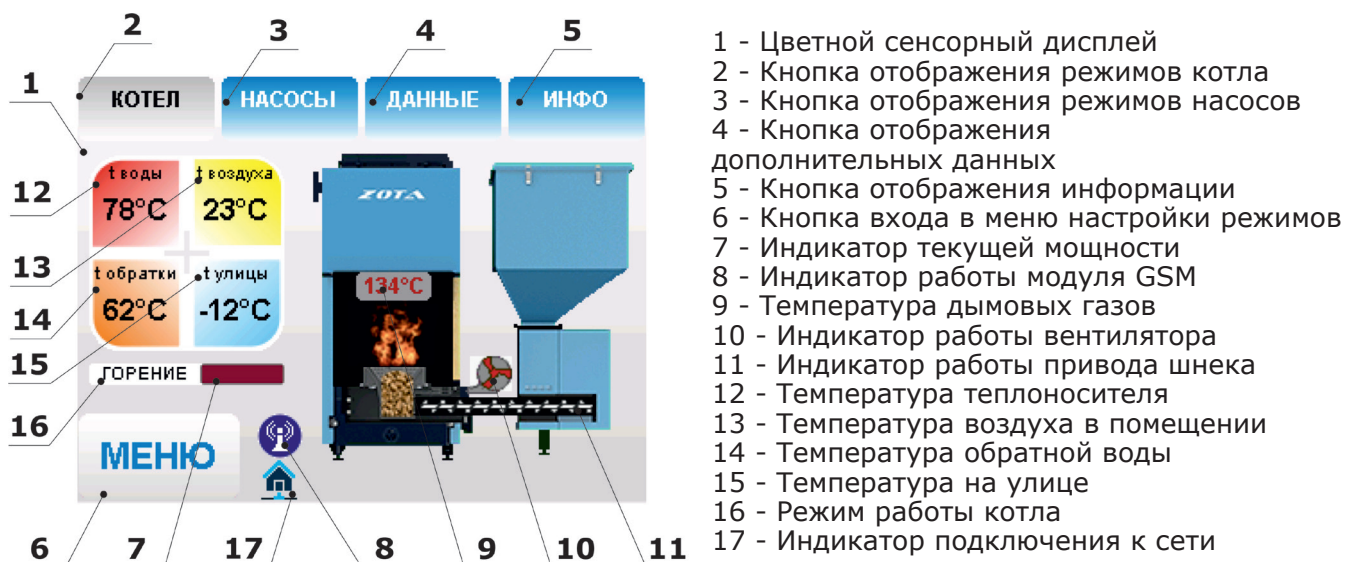 2
3
4
5
1
КОТЕЛ
НАСОСЫ
ДАННЫЕ
ИНФО
12
t воды
t воздуха
78°C
23°C
ZOTA
13
t обратки
t улицы
134°C
14
62°C
-12°C
15
ГОРЕНИЕ
16
МЕНЮ
6
7
17
8
9
10
11
1 - Цветной сенсорный дисплей
2 - Кнопка отображения режимов котла
3 - Кнопка отображения режимов насосов
4 - Кнопка отображения
дополнительных данных
5 - Кнопка отображения информации
6 - Кнопка входа в меню настройки режимов
7 - Индикатор текущей мощности
8 - Индикатор работы модуля GSM
9 - Температура дымовых газов
10 - Индикатор работы вентилятора
11 - Индикатор работы привода шнека
12 - Температура теплоносителя
13 - Температура воздуха в помещении
14 - Температура обратной воды
15 - Температура на улице
16 - Режим работы котла
17 - Индикатор подключения к сети